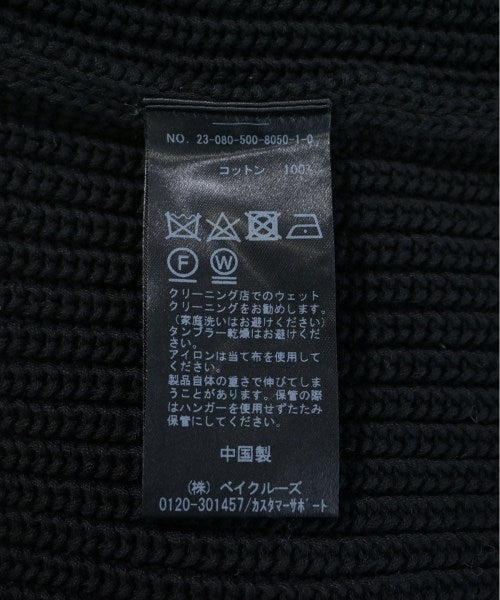 NO. 23-080-500-8050-1-0
コットン 100%
F W
クリーニング店でのウェット
クリーニングをお勧めします。
(家庭洗いはお避けください)
タンブラー乾燥はお避けくださ
い。
アイロンは当て布を使用して
ください。
製品自体の重さで伸びてしま
うことがあります。保管の際
はハンガーを使用せずたたみ
保管にしてください。
中国製
(株) ベイクルーズ
0120-301457/カスタマーサポート